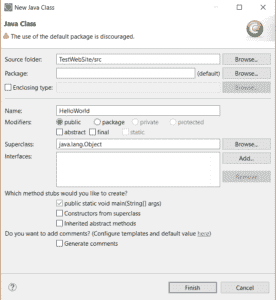 New Java Class
Java Class
The use of the default package is discouraged.
Source folder: TestWebSite/src Browse...
Package: (default) Browse...
Enclosing type: Browse...
Name: HelloWorld
Modifiers: public package private protected
abstract final static
Superclass: java.lang.Object Browse...
Interfaces: Add...
Remove
Which method stubs would you like to create?
public static void main(String[] args)
Constructors from superclass
Inherited abstract methods
Do you want to add comments? (Configure templates and default value here)
Generate comments
? Finish Cancel